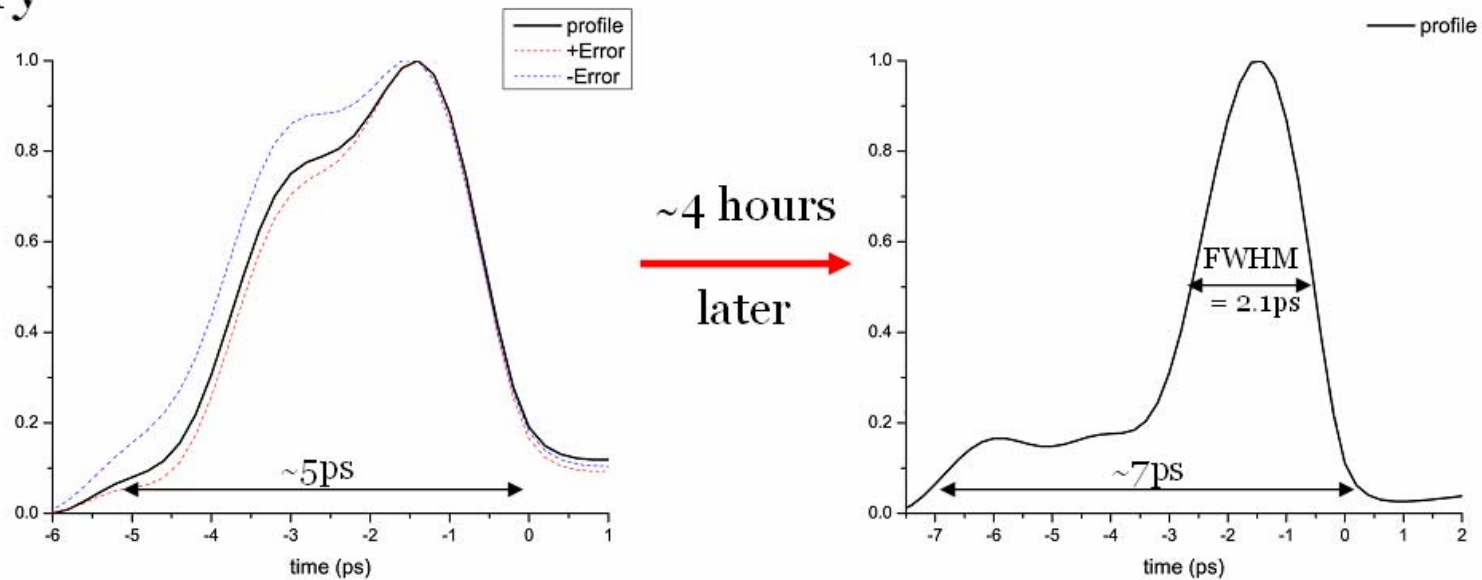 y
profile
+Error
-Error
1.0
0.8
0.6
0.4
0.2
0.0
-6 -5 -4 -3 -2 -1 0 1
time (ps)
~5ps
~4 hours
later
profile
1.0
0.8
0.6
0.4
0.2
0.0
-7 -6 -5 -4 -3 -2 -1 0 1 2
time (ps)
FWHM
= 2.1ps
~7ps